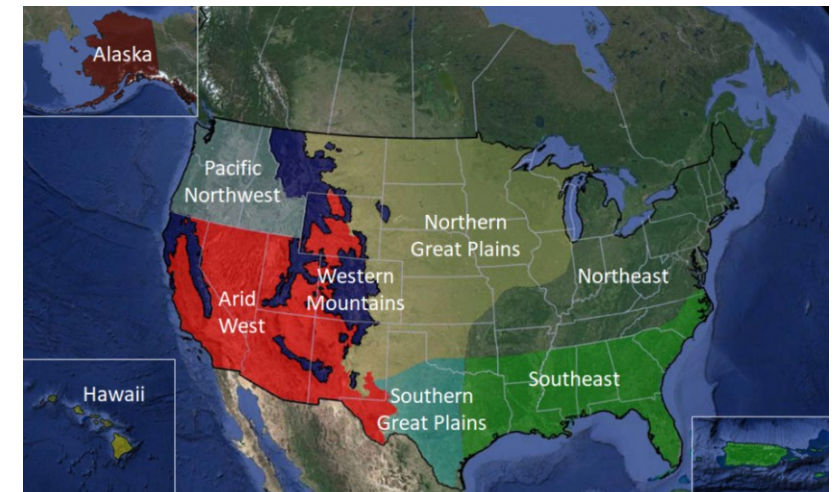 Alaska
Pacific
Northwest
Northern
Great Plains
Western
Mountains
Northeast
Arid
West
Southeast
Hawaii
Southern
Great Plains